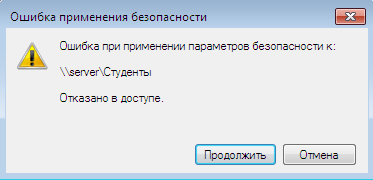 Ошибка применения безопасности
Ошибка при применении параметров безопасности к:
\\server\Студенты
Отказано в доступе.
Продолжить
Отмена